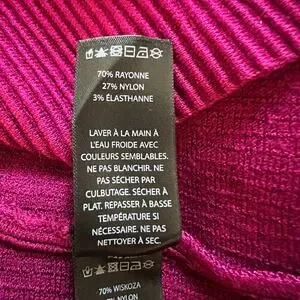 70% RAYONNE
27% NYLON
3% ÉLASTHANNE
LAVER À LA MAIN À
L'EAU FROIDE AVEC
COULEURS SEMBLABLES.
NE PAS BLANCHIR. NE
PAS SÉCHER PAR
CULBUTAGE. SÉCHER À
PLAT. REPASSER À BASSE
TEMPÉRATURE SI
NÉCESSAIRE. NE PAS
NETTOYER À SEC.
70% WISKOZA
NYLON